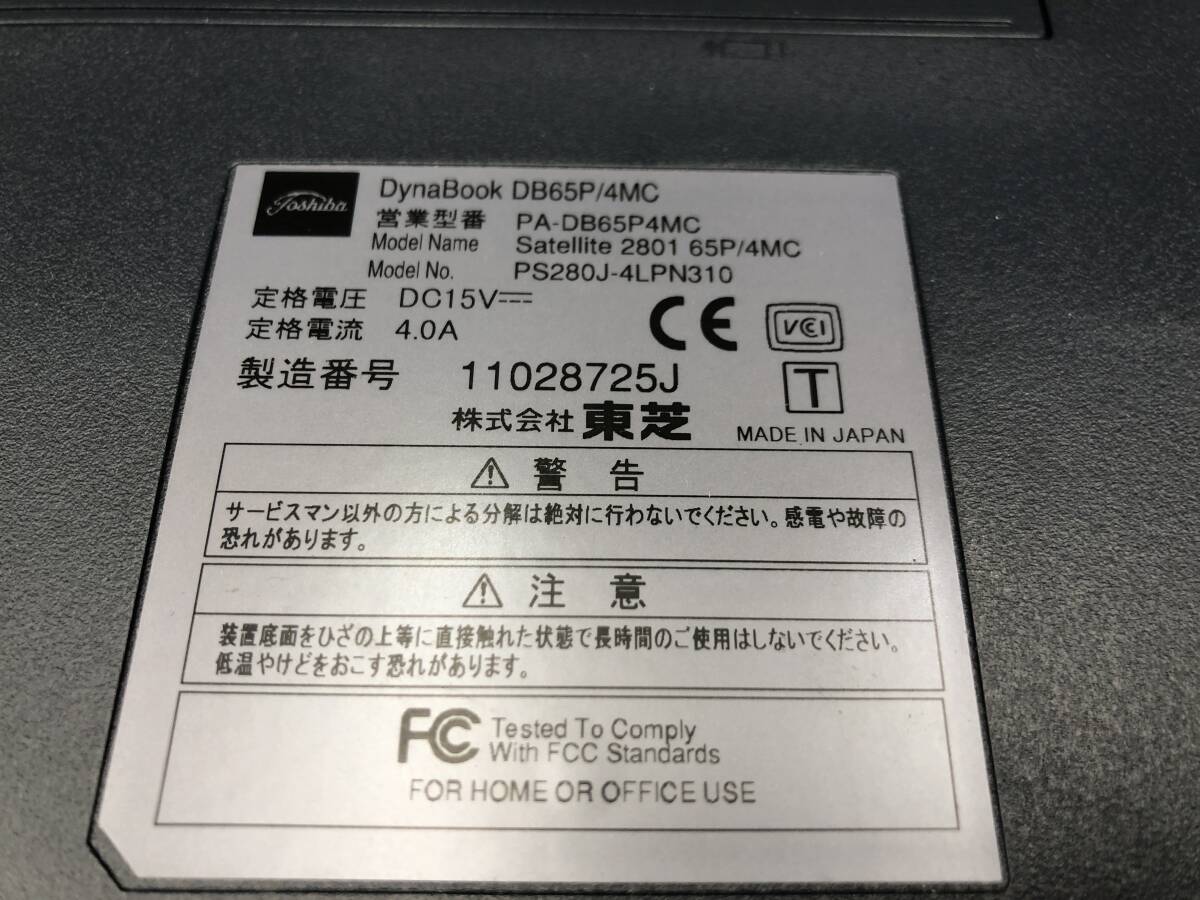 Toshiba
DynaBook DB65P/4MC
営業型番 PA-DB65P4MC
Model Name Satellite 2801 65P/4MC
Model No. PS280J-4LPN310
定格電圧 DC15V
定格電流 4.0A
CE
VCI
製造番号 11028725J
T
株式会社 東芝
MADE IN JAPAN
警 告
サービスマン以外の方による分解は絶対に行わないでください。感電や故障の
恐れがあります。
注 意
装置底面をひざの上等に直接触れた状態で長時間のご使用はしないでください。
低温やけどをおこす恐れがあります。
FC Tested To Comply
With FCC Standards
FOR HOME OR OFFICE USE